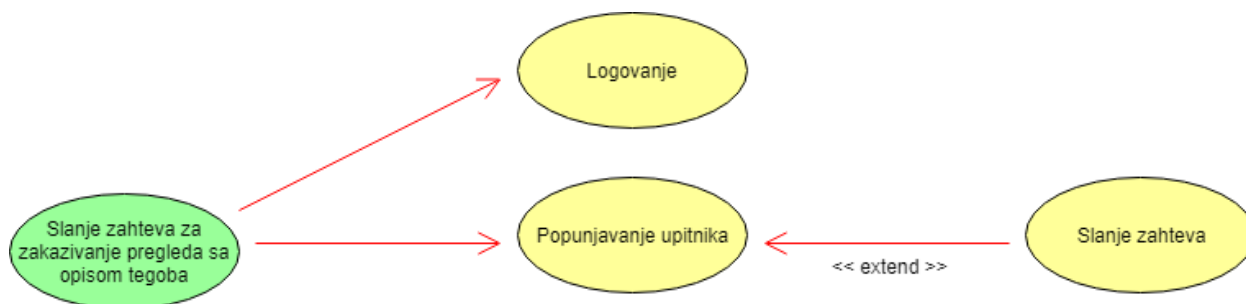 Logovanje
Slanje zahteva za
zakazivanje pregleda sa
opisom tegoba
Popunjavanje upitnika
<< extend >>
Slanje zahteva